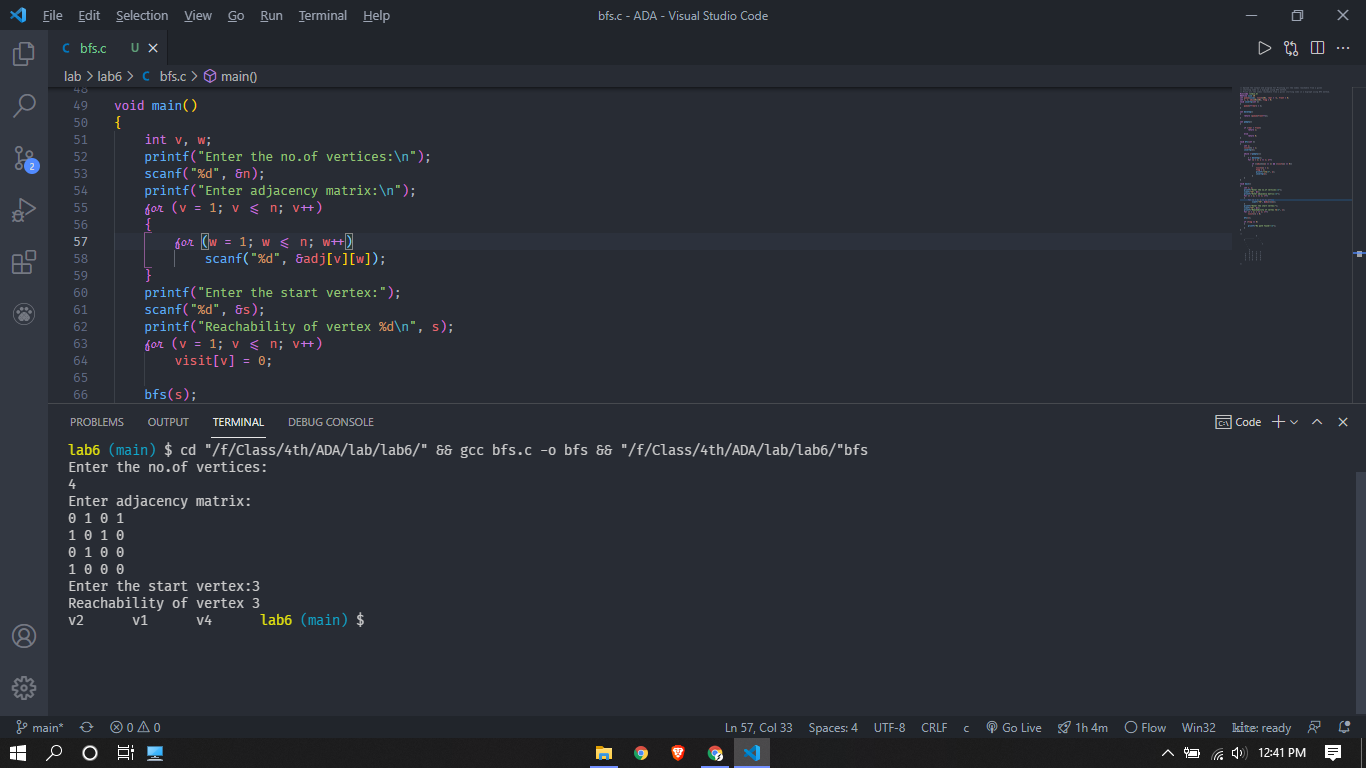 File Edit Selection View Go Run Terminal Help bfs.c - ADA - Visual Studio Code
C bfs.c U
lab > lab6 > C bfs.c > main()
48
49 void main()
50 {
51 int v, w;
52 printf("Enter the no.of vertices:\n");
53 scanf("%d", &n);
54 printf("Enter adjacency matrix:\n");
55 for (v = 1; v <= n; v++)
56 {
57 for (w = 1; w <= n; w++)
58 scanf("%d", &adj[v][w]);
59 }
60 printf("Enter the start vertex:");
61 scanf("%d", &s);
62 printf("Reachability of vertex %d\n", s);
63 for (v = 1; v <= n; v++)
64 visit[v] = 0;
65
66 bfs(s);
2
PROBLEMS OUTPUT TERMINAL DEBUG CONSOLE Code
lab6 (main) $ cd "/f/Class/4th/ADA/lab/lab6/" && gcc bfs.c -o bfs && "/f/Class/4th/ADA/lab/lab6/"bfs
Enter the no.of vertices:
4
Enter adjacency matrix:
0 1 0 1
1 0 1 0
0 1 0 0
1 0 0 0
Enter the start vertex:3
Reachability of vertex 3
v2 v1 v4 lab6 (main) $
main* 0 0 Ln 57, Col 33 Spaces: 4 UTF-8 CRLF c Go Live 1h 4m Flow Win32 kite: ready
12:41 PM